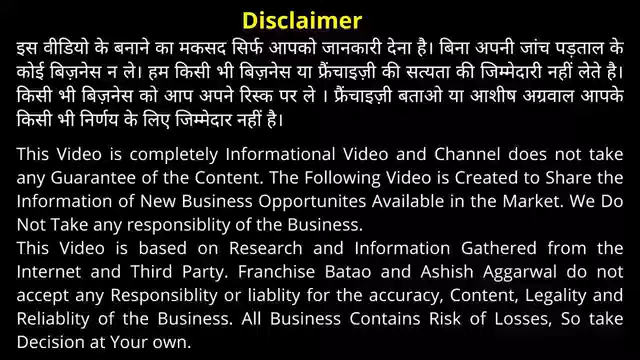 Disclaimer
इस वीडियो के बनाने का मकसद सिर्फ आपको जानकारी देना है। बिना अपनी जांच पड़ताल के
कोई बिज़नेस न ले। हम किसी भी बिज़नेस या फ्रैंचाइज़ी की सत्यता की जिम्मेदारी नहीं लेते है।
किसी भी बिज़नेस को आप अपने रिस्क पर ले । फ्रैंचाइज़ी बताओ या आशीष अग्रवाल आपके
किसी भी निर्णय के लिए जिम्मेदार नहीं है।
This Video is completely Informational Video and Channel does not take
any Guarantee of the Content. The Following Video is Created to Share the
Information of New Business Opportunites Available in the Market. We Do
Not Take any responsiblity of the Business.
This Video is based on Research and Information Gathered from the
Internet and Third Party. Franchise Batao and Ashish Aggarwal do not
accept any Responsiblity or liablity for the accuracy, Content, Legality and
Reliablity of the Business. All Business Contains Risk of Losses, So take
Decision at Your own.